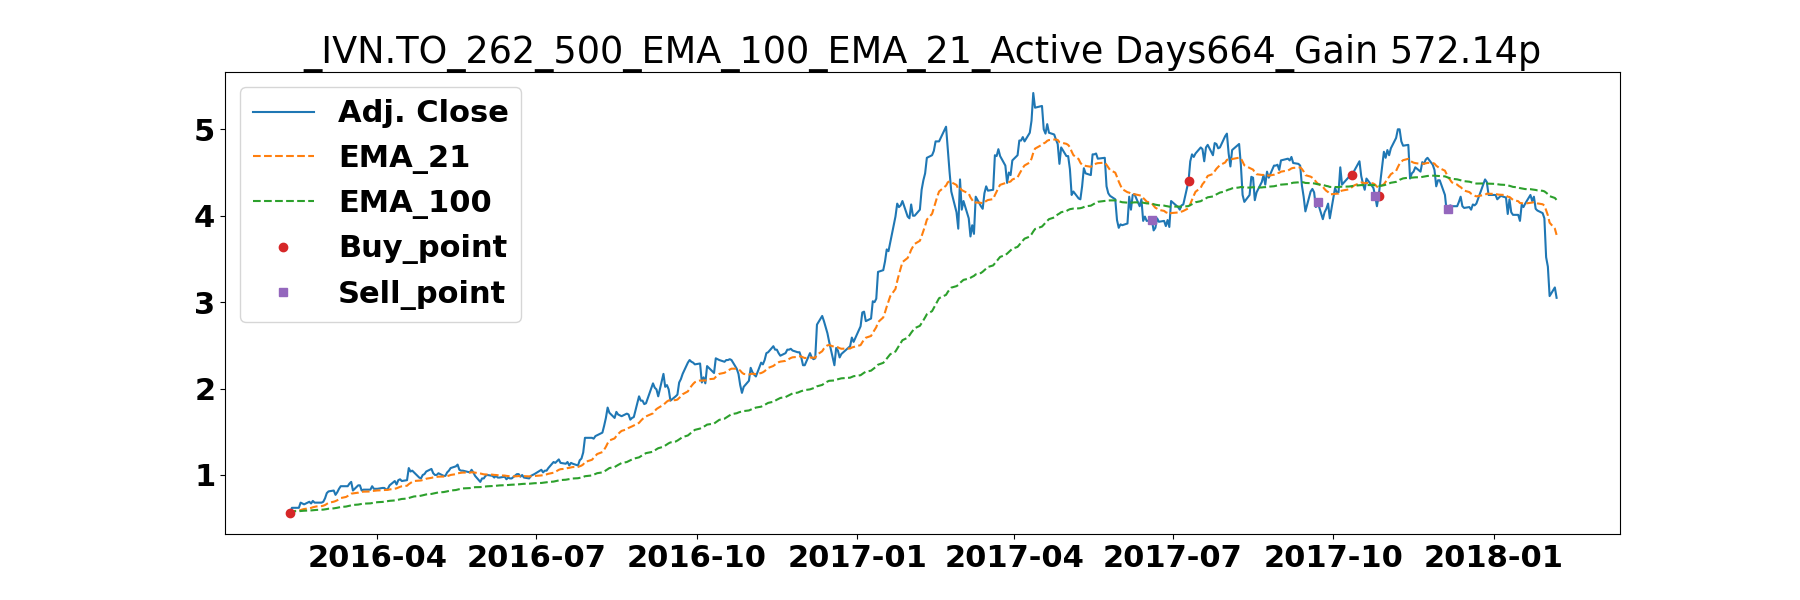 _IVN.TO_262_500_EMA_100_EMA_21_Active Days664_Gain 572.14p
Adj. Close
EMA_21
EMA_100
Buy_point
Sell_point
5
4
3
2
1
2016-04 2016-07 2016-10 2017-01 2017-04 2017-07 2017-10 2018-01